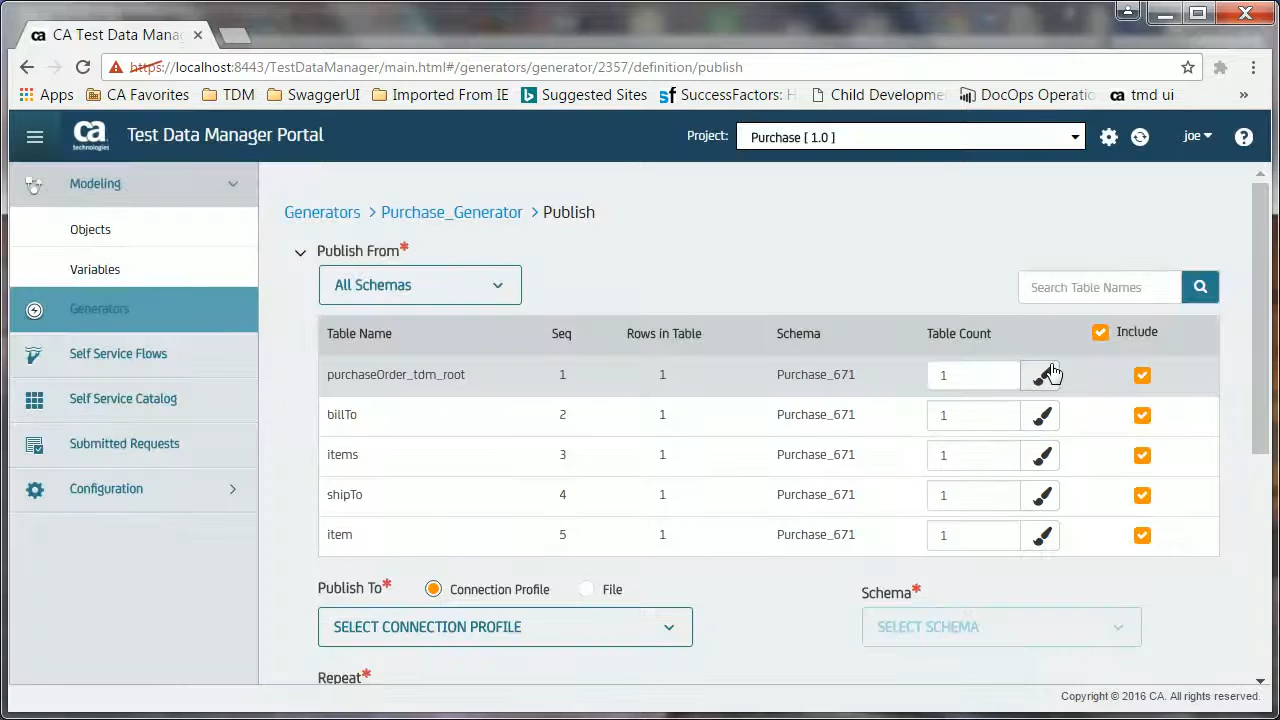 CA Test Data Mana
https://localhost:8443/TestDataManager/main.html#/generators/generator/2357/definition/publish
Apps CA Favorites TDM SwaggerUI Imported From IE Suggested Sites SuccessFactors: H Child Developme DocOps Operatio tmd ui »
ca technologies Test Data Manager Portal Project: Purchase [ 1.0 ] joe ?
Modeling
Objects
Variables
Generators
Self Service Flows
Self Service Catalog
Submitted Requests
Configuration
Generators > Purchase_Generator > Publish
Publish From*
All Schemas
Search Table Names
Table Name Seq Rows in Table Schema Table Count Include
purchaseOrder_tdm_root 1 1 Purchase_671 1
billTo 2 1 Purchase_671 1
items 3 1 Purchase_671 1
shipTo 4 1 Purchase_671 1
item 5 1 Purchase_671 1
Publish To* Connection Profile File Schema*
SELECT CONNECTION PROFILE SELECT SCHEMA
Repeat*
Copyright © 2016 CA. All rights reserved.